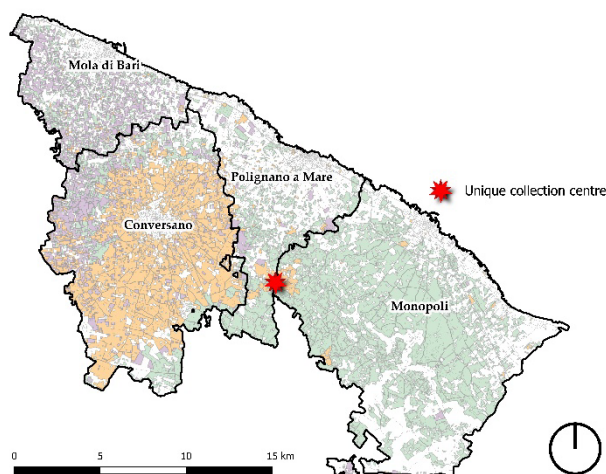 Mola di Bari
Polignano a Mare
Unique collection centre
Conversano
Monopoli
0 5 10 15 km